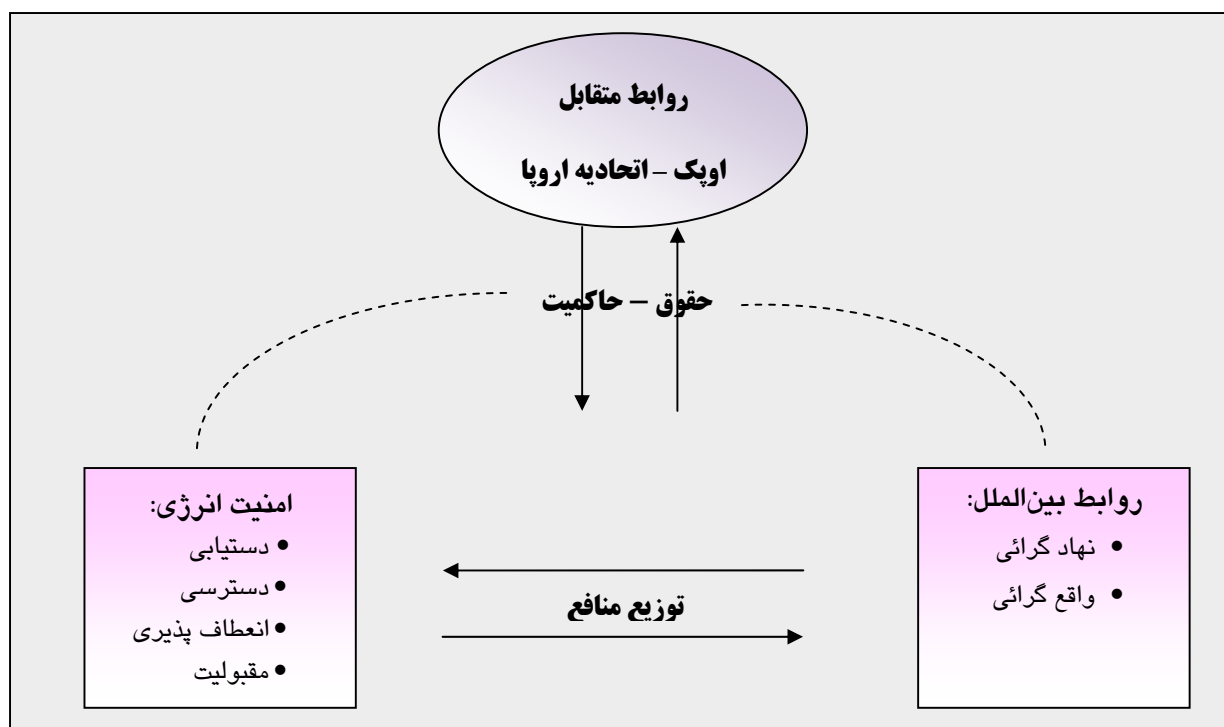 روابط متقابل
اوپک – اتحادیه اروپا
حقوق – حاکمیت
روابط بین‌الملل:
• نهاد گرائی
• واقع گرائی
امنیت انرژی:
• دستیابی
• دسترسی
• انعطاف پذیری
• مقبولیت
توزیع منافع